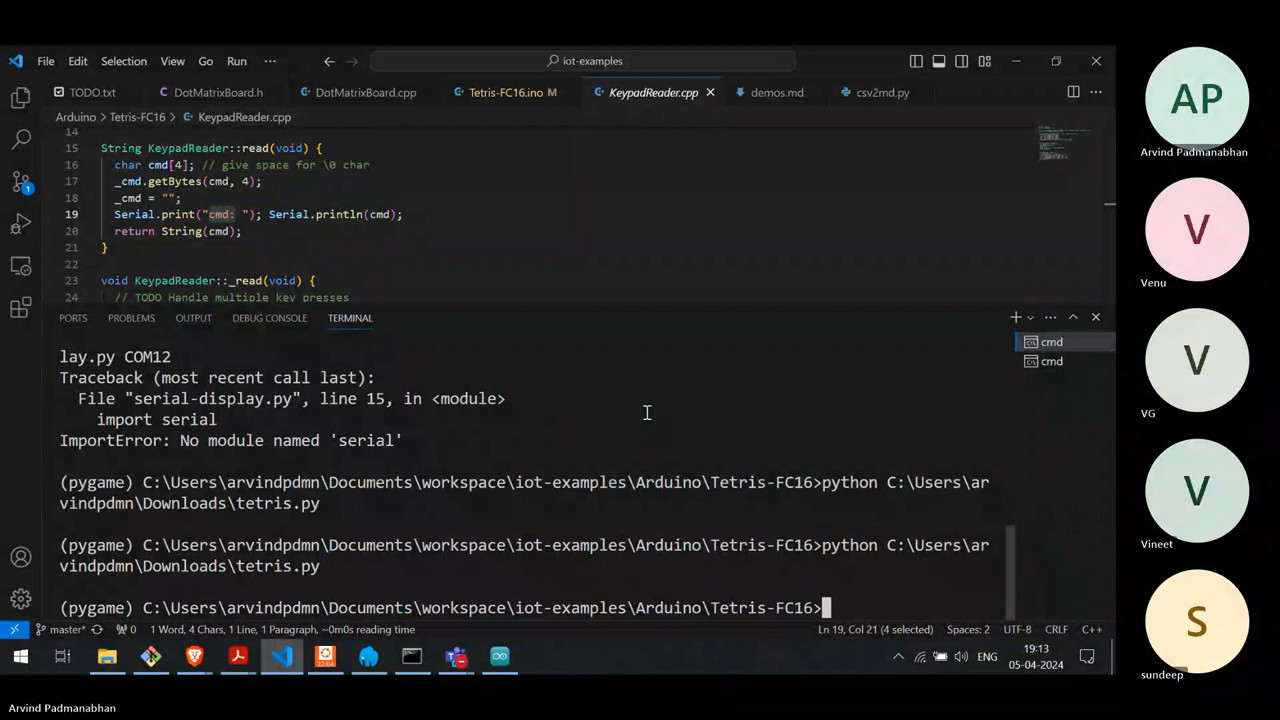 File Edit Selection View Go Run ... iot-examples
TODO.txt DotMatrixBoard.h DotMatrixBoard.cpp Tetris-FC16.ino M KeypadReader.cpp demos.md csv2md.py
Arduino > Tetris-FC16 > KeypadReader.cpp
14
15 String KeypadReader::read(void) {
16 char cmd[4]; // give space for \0 char
17 _cmd.getBytes(cmd, 4);
18 _cmd = "";
19 Serial.print("cmd: "); Serial.println(cmd);
20 return String(cmd);
21 }
22
23 void KeypadReader::_read(void) {
24 // TODO Handle multiple key presses
PORTS PROBLEMS OUTPUT DEBUG CONSOLE TERMINAL
cmd
cmd
lay.py COM12
Traceback (most recent call last):
File "serial-display.py", line 15, in <module>
import serial
ImportError: No module named 'serial'
(pygame) C:\Users\arvindpdmn\Documents\workspace\iot-examples\Arduino\Tetris-FC16>python C:\Users\ar
vindpdmn\Downloads\tetris.py
(pygame) C:\Users\arvindpdmn\Documents\workspace\iot-examples\Arduino\Tetris-FC16>python C:\Users\ar
vindpdmn\Downloads\tetris.py
(pygame) C:\Users\arvindpdmn\Documents\workspace\iot-examples\Arduino\Tetris-FC16>
1
master* 0 1 Word, 4 Chars, 1 Line, 1 Paragraph, ~0m0s reading time Ln 19, Col 21 (4 selected) Spaces: 2 UTF-8 CRLF C++
22.04
ENG
19:13
05-04-2024
AP
Arvind Padmanabhan
V
Venu
V
VG
V
Vineet
S
sundeep
Arvind Padmanabhan